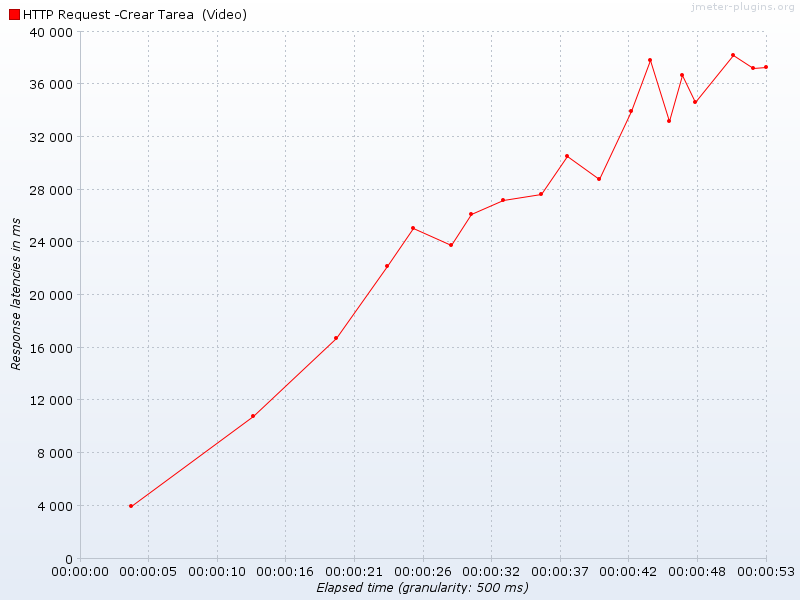 jmeter-plugins.org
HTTP Request -Crear Tarea (Video)
40 000
36 000
32 000
28 000
24 000
20 000
16 000
12 000
8 000
4 000
0
Response latencies in ms
00:00:00 00:00:05 00:00:10 00:00:16 00:00:21 00:00:26 00:00:32 00:00:37 00:00:42 00:00:48 00:00:53
Elapsed time (granularity: 500 ms)